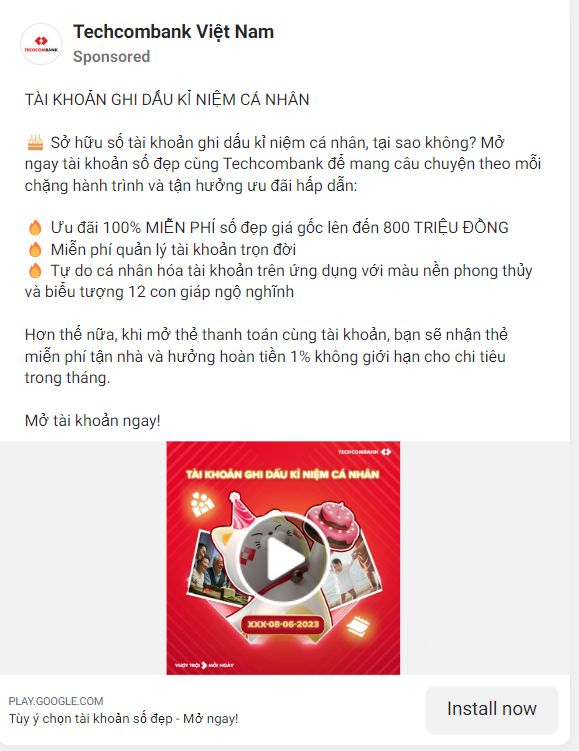 Techcombank Việt Nam
TECHCOMBANK
Sponsored
TÀI KHOẢN GHI DẤU KỈ NIỆM CÁ NHÂN
🎂 Sở hữu số tài khoản ghi dấu kỉ niệm cá nhân, tại sao không? Mở
ngay tài khoản số đẹp cùng Techcombank để mang câu chuyện theo mỗi
chặng hành trình và tận hưởng ưu đãi hấp dẫn:
🔥 Ưu đãi 100% MIỄN PHÍ số đẹp giá gốc lên đến 800 TRIỆU ĐỒNG
🔥 Miễn phí quản lý tài khoản trọn đời
🔥 Tự do cá nhân hóa tài khoản trên ứng dụng với màu nền phong thủy
và biểu tượng 12 con giáp ngộ nghĩnh
Hơn thế nữa, khi mở thẻ thanh toán cùng tài khoản, bạn sẽ nhận thẻ
miễn phí tận nhà và hưởng hoàn tiền 1% không giới hạn cho chi tiêu
trong tháng.
Mở tài khoản ngay!
TECHCOMBANK
TÀI KHOẢN GHI DẤU KỈ NIỆM CÁ NHÂN
XXX-08-06-2023
VƯỢT TRỘI MỖI NGÀY
PLAY.GOOGLE.COM
Tùy ý chọn tài khoản số đẹp - Mở ngay!
Install now